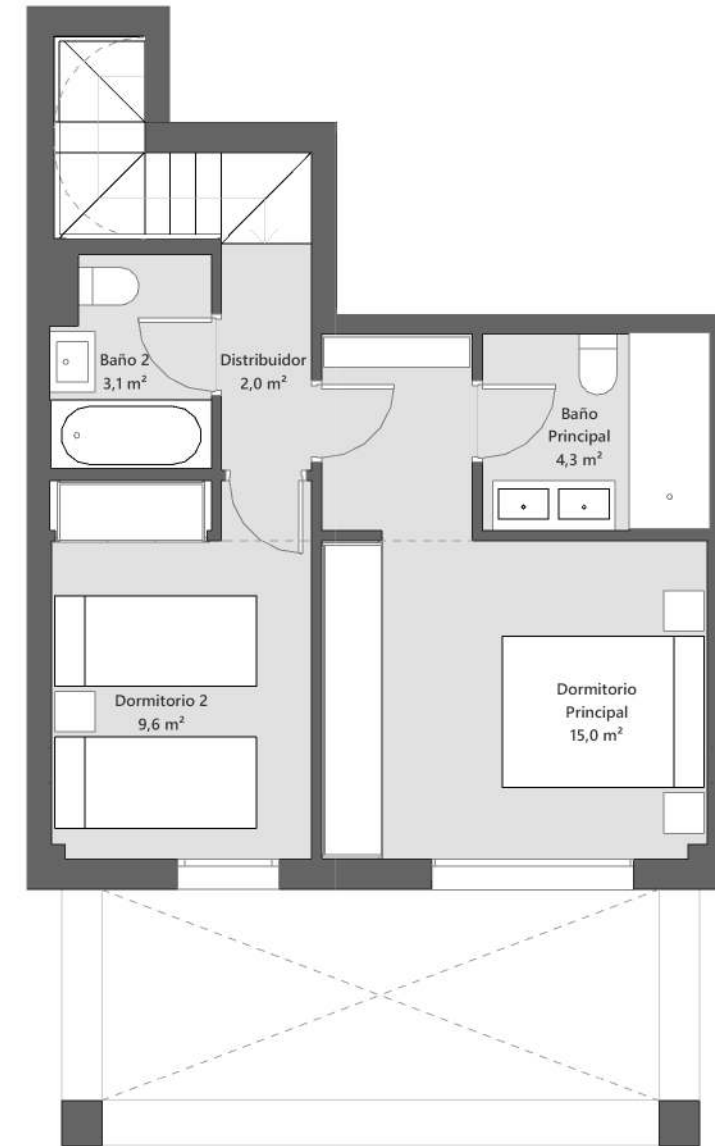 Baño 2
3,1 m²
Distribuidor
2,0 m²
Baño
Principal
4,3 m²
Dormitorio 2
9,6 m²
Dormitorio
Principal
15,0 m²